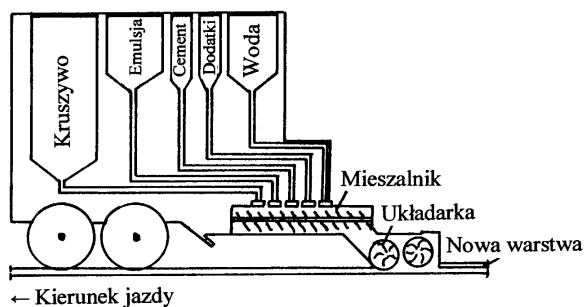 Kruszywo
Emulsja
Cement
Dodatki
Woda
Mieszalnik
Układarka
Nowa warstwa
← Kierunek jazdy